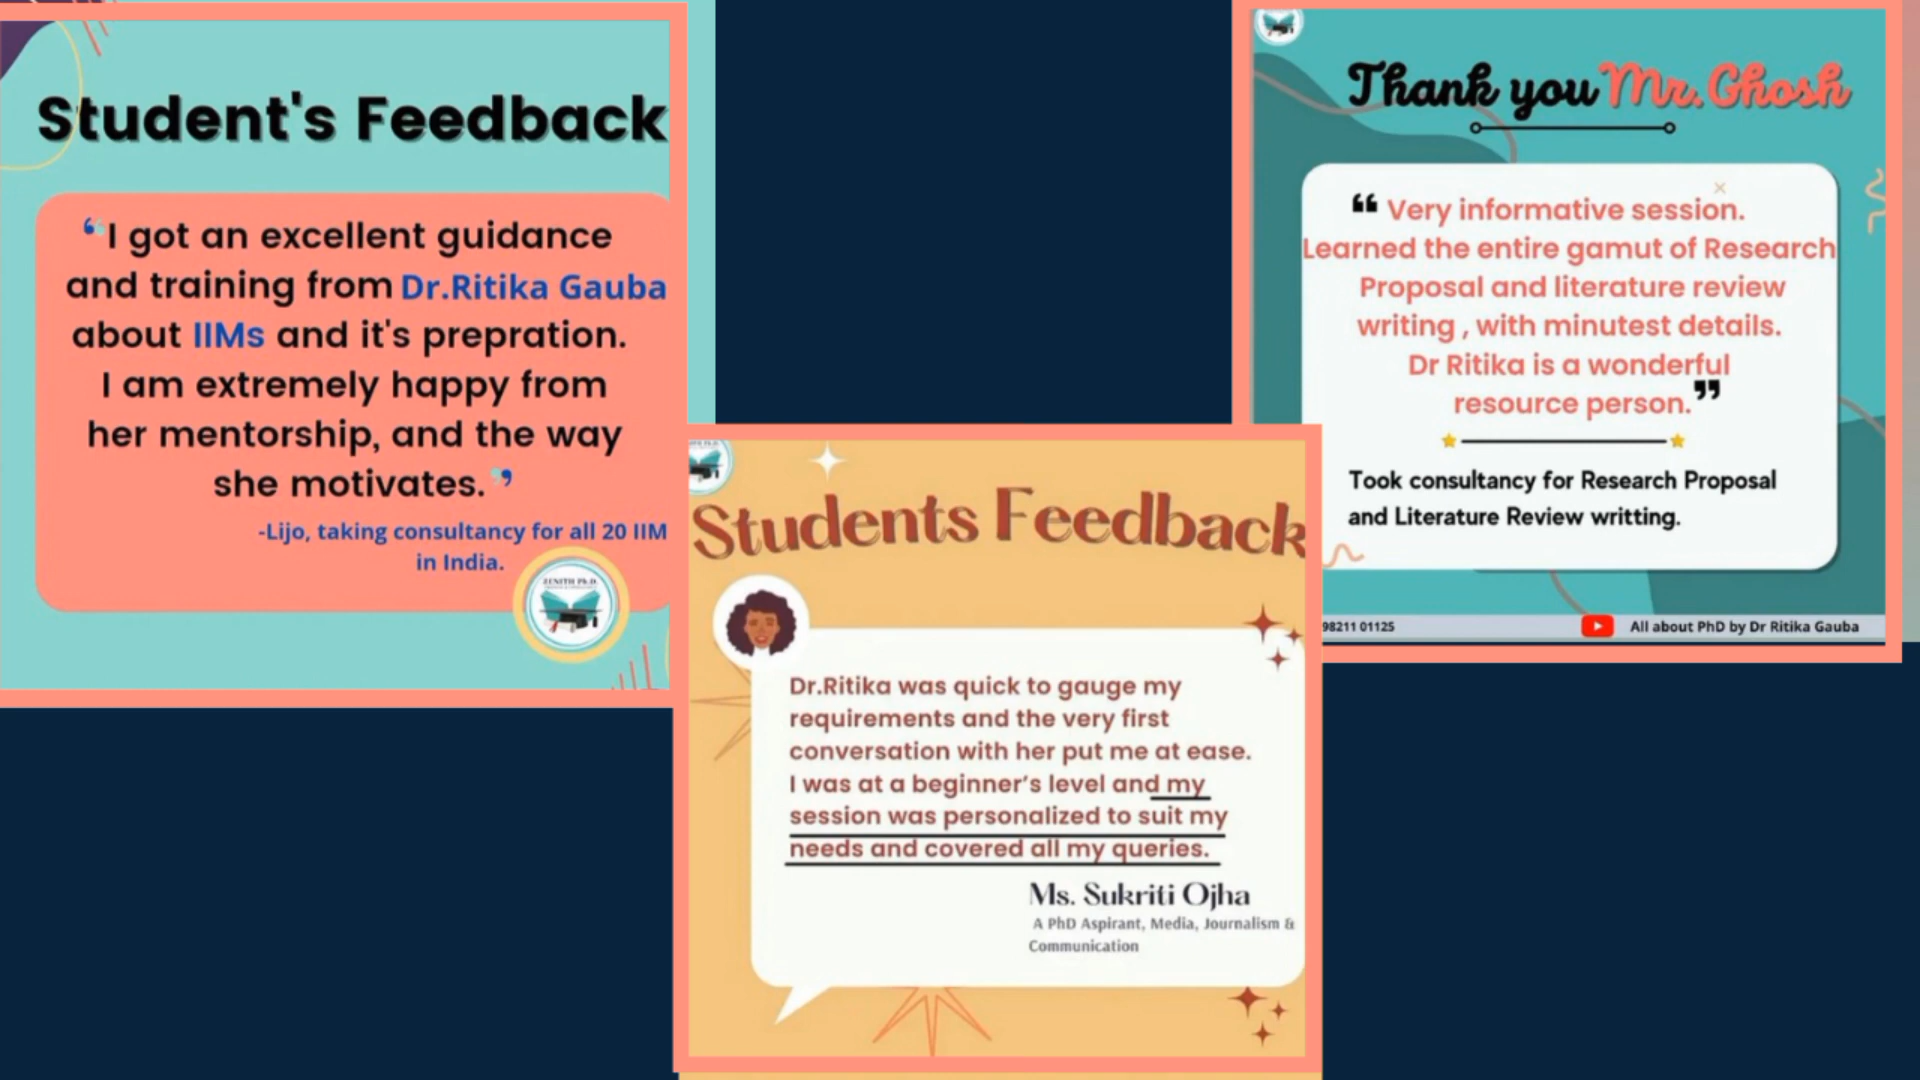 Student's Feedback
“I got an excellent guidance
and training from Dr.Ritika Gauba
about IIMs and it's prepration.
I am extremely happy from
her mentorship, and the way
she motivates.”
-Lijo, taking consultancy for all 20 IIM
in India.
ZENITH Ph.D.
Students Feedback
Dr.Ritika was quick to gauge my
requirements and the very first
conversation with her put me at ease.
I was at a beginner’s level and my
session was personalized to suit my
needs and covered all my queries.
Ms. Sukriti Ojha
A PhD Aspirant, Media, Journalism &
Communication
Thank you Mr.Ghosh
“ Very informative session.
Learned the entire gamut of Research
Proposal and literature review
writing , with minutest details.
Dr Ritika is a wonderful
resource person.”
Took consultancy for Research Proposal
and Literature Review writting.
98211 01125
All about PhD by Dr Ritika Gauba